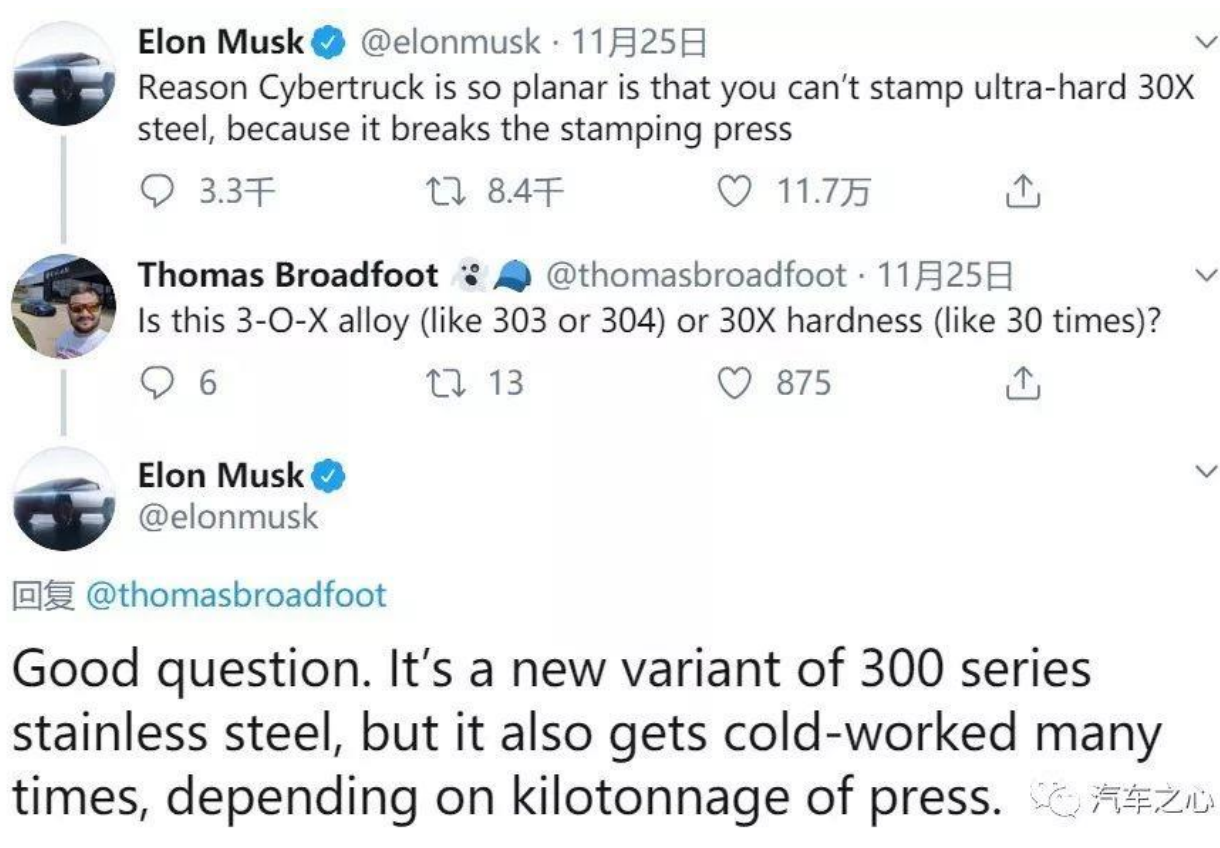 Elon Musk @elonmusk · 11月25日
Reason Cybertruck is so planar is that you can't stamp ultra-hard 30X
steel, because it breaks the stamping press
3.3千 8.4千 11.7万
Thomas Broadfoot 👻🧢 @thomasbroadfoot · 11月25日
Is this 3-O-X alloy (like 303 or 304) or 30X hardness (like 30 times)?
6 13 875
Elon Musk
@elonmusk
回复 @thomasbroadfoot
Good question. It's a new variant of 300 series
stainless steel, but it also gets cold-worked many
times, depending on kilotonnage of press.
汽车之心